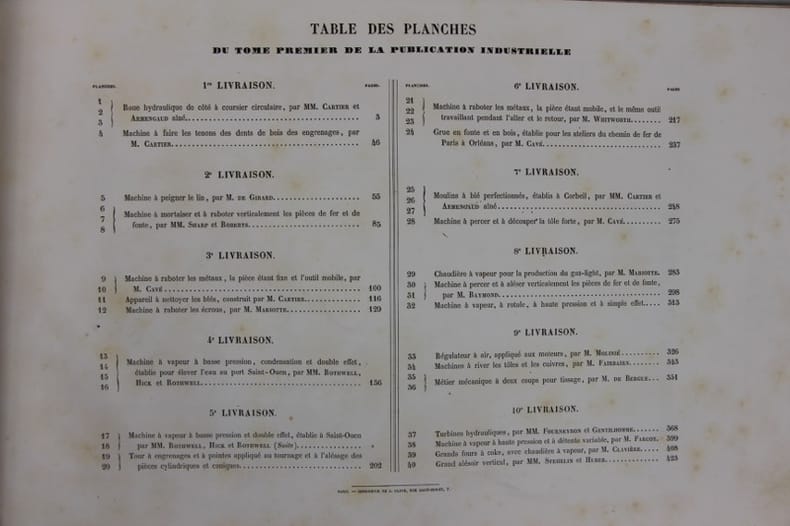 TABLE DES PLANCHES
DU TOME PREMIER DE LA PUBLICATION INDUSTRIELLE
PLANCHES. 1re LIVRAISON. PAGES.
1
2
3 Roue hydraulique de côté à coursier circulaire, par MM. CARTIER et
ARMENGAUD aîné. 3
4 Machine à faire les tenons des dents de bois des engrenages, par
M. CARTIER. 46
2e LIVRAISON.
5 Machine à peigner le lin, par M. DE GIRARD. 55
6
7
8 Machine à mortaiser et à raboter verticalement les pièces de fer et de
fonte, par MM. SHARP et ROBERTS. 85
3e LIVRAISON.
9 Machine à raboter les métaux, la pièce étant fixe et l'outil mobile, par
10 M. CAVÉ. 100
11 Appareil à nettoyer les blés, construit par M. CARTIER. 116
12 Machine à raboter les écrous, par M. MARIOTTE. 129
4e LIVRAISON.
13
14
15
16 Machine à vapeur à basse pression, condensation et double effet,
établie pour élever l'eau au port Saint-Ouen, par MM. ROTHWELL,
HICK et ROTHWELL. 136
5e LIVRAISON.
17 Machine à vapeur à basse pression et double effet, établie à Saint-Ouen
18 par MM. ROTHWELL, HICK et ROTHWELL (Suite).
19 Tour à engrenages et à pointes appliqué au tournage et à l'alésage des
20 pièces cylindriques et coniques. 202
PLANCHES. 6e LIVRAISON. PAGES
21
22
23 Machine à raboter les métaux, la pièce étant mobile, et le même outil
travaillant pendant l'aller et le retour, par M. WHITWORTH. 217
24 Grue en fonte et en bois, établie pour les ateliers du chemin de fer de
Paris à Orléans, par M. CAVÉ. 237
7e LIVRAISON.
25
26
27 Moulins à blé perfectionnés, établis à Corbeil, par MM. CARTIER et
ARMENGAUD aîné. 248
28 Machine à percer et à découper la tôle forte, par M. CAVÉ. 275
8e LIVRAISON.
29 Chaudière à vapeur pour la production du gas-light, par M. MARIOTTE. 285
30 Machine à percer et à aléser verticalement les pièces de fer et de fonte,
31 par M. RAYMOND. 298
32 Machine à vapeur, à rotule, à haute pression et à simple effet. 313
9e LIVRAISON.
33 Régulateur à air, appliqué aux moteurs, par M. MOLINIÉ. 326
34 Machines à river les tôles et les cuivres, par M. FAIRBAIRN. 343
35
36 Métier mécanique à deux coups pour tissage, par M. DE BERGUE. 351
10e LIVRAISON.
37 Turbines hydrauliques, par MM. FOURNEYRON et GENTILHOMME. 368
38 Machine à vapeur à haute pression et à détente variable, par M. FARCOT. 399
39 Grands fours à coke, avec chaudière à vapeur, par M. CLAVIÈRE. 408
40 Grand alésoir vertical, par MM. STEHELIN et HUBER. 423